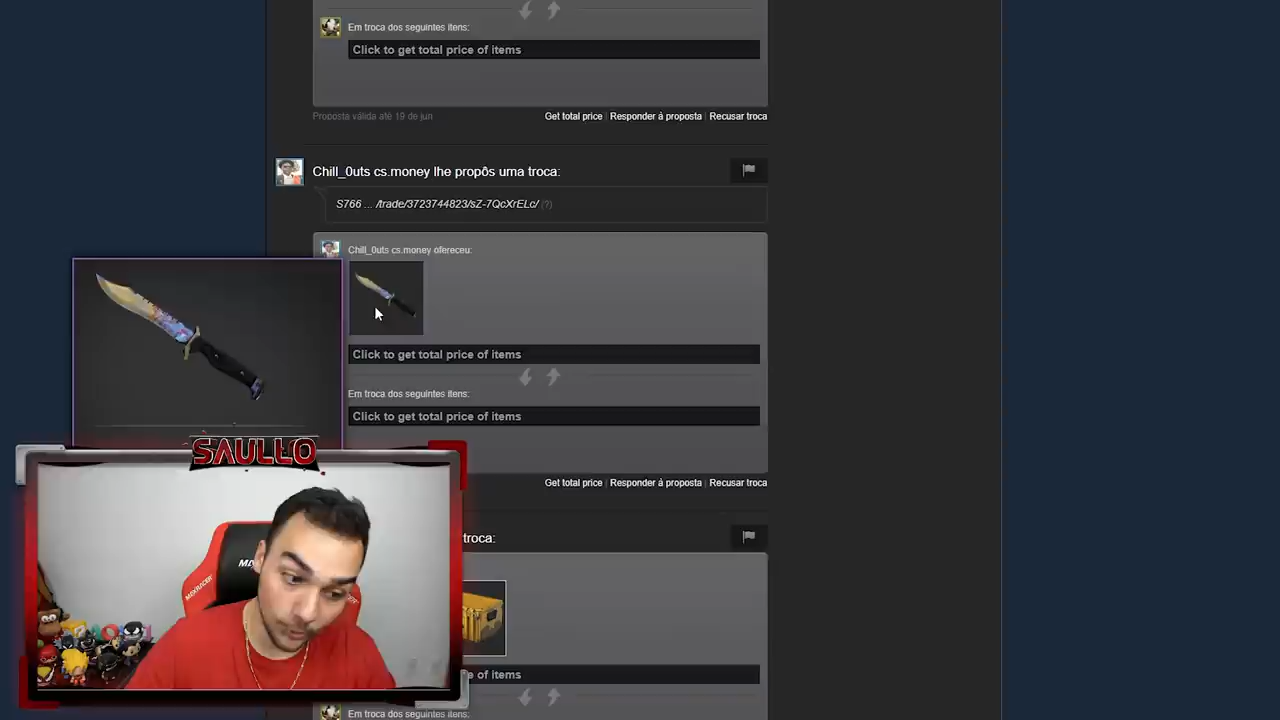 Em troca dos seguintes itens:
Click to get total price of items
Proposta válida até 19 de jun
Get total price | Responder à proposta | Recusar troca
Chill_0uts cs.money lhe propôs uma troca:
S766 ... /trade/3723744823/sZ-7QcXrELc/ (?)
Chill_0uts cs.money ofereceu:
Click to get total price of items
Em troca dos seguintes itens:
Click to get total price of items
Get total price | Responder à proposta | Recusar troca
SAULLO
troca:
e of items
Em troca dos seguintes itens: